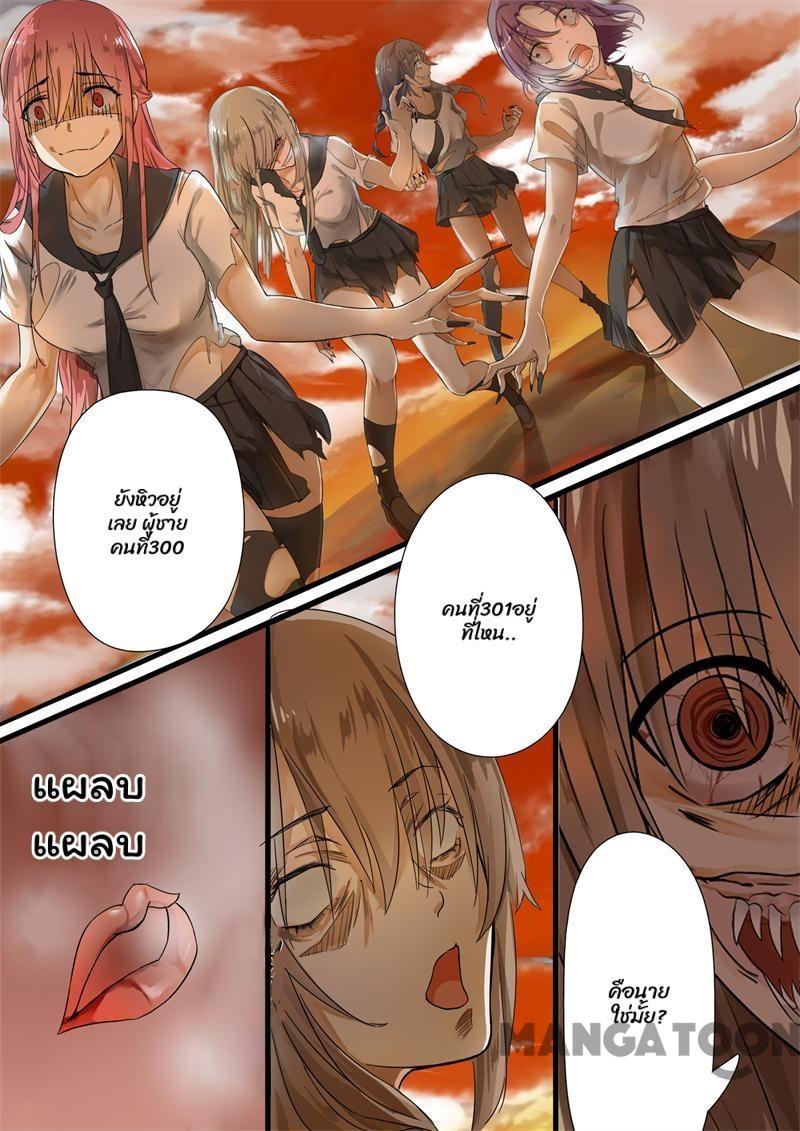 ยังหิวอยู่
เลย ผู้ชาย
คนที่300
คนที่301อยู่
ที่ไหน..
แผลบ
แผลบ
คือนาย
ใช่มั้ย?
MANGATOON